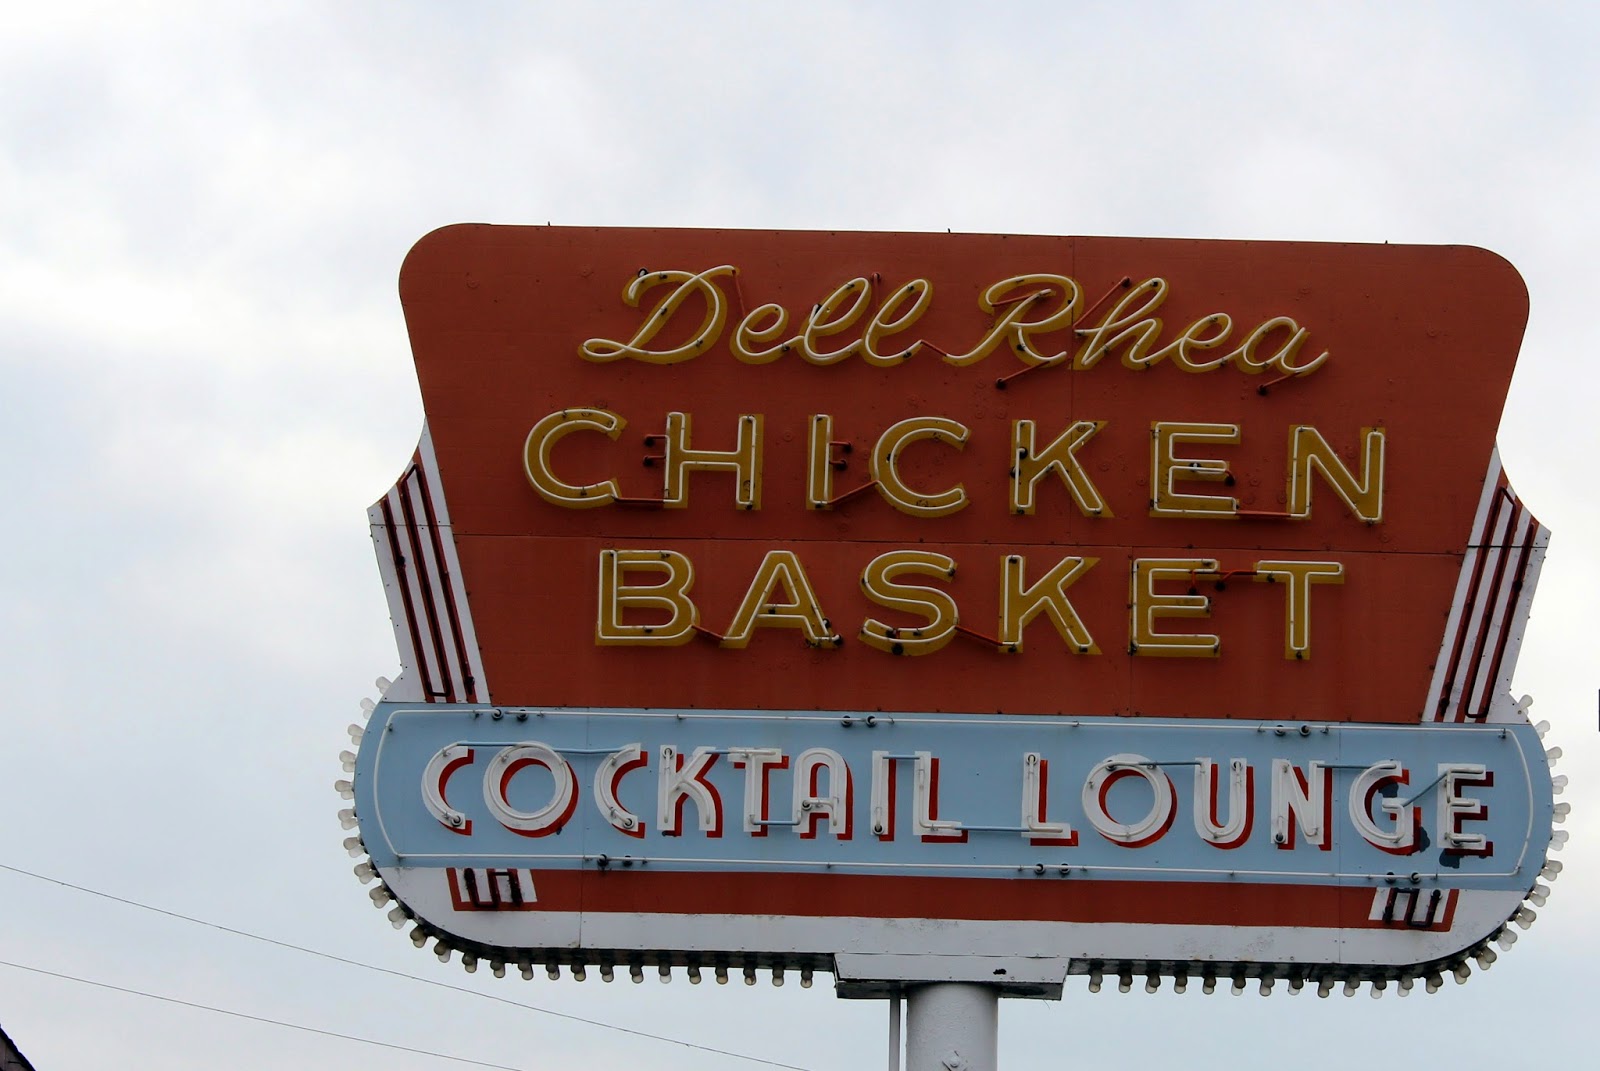 Dell Rhea
CHICKEN
BASKET
COCKTAIL LOUNGE